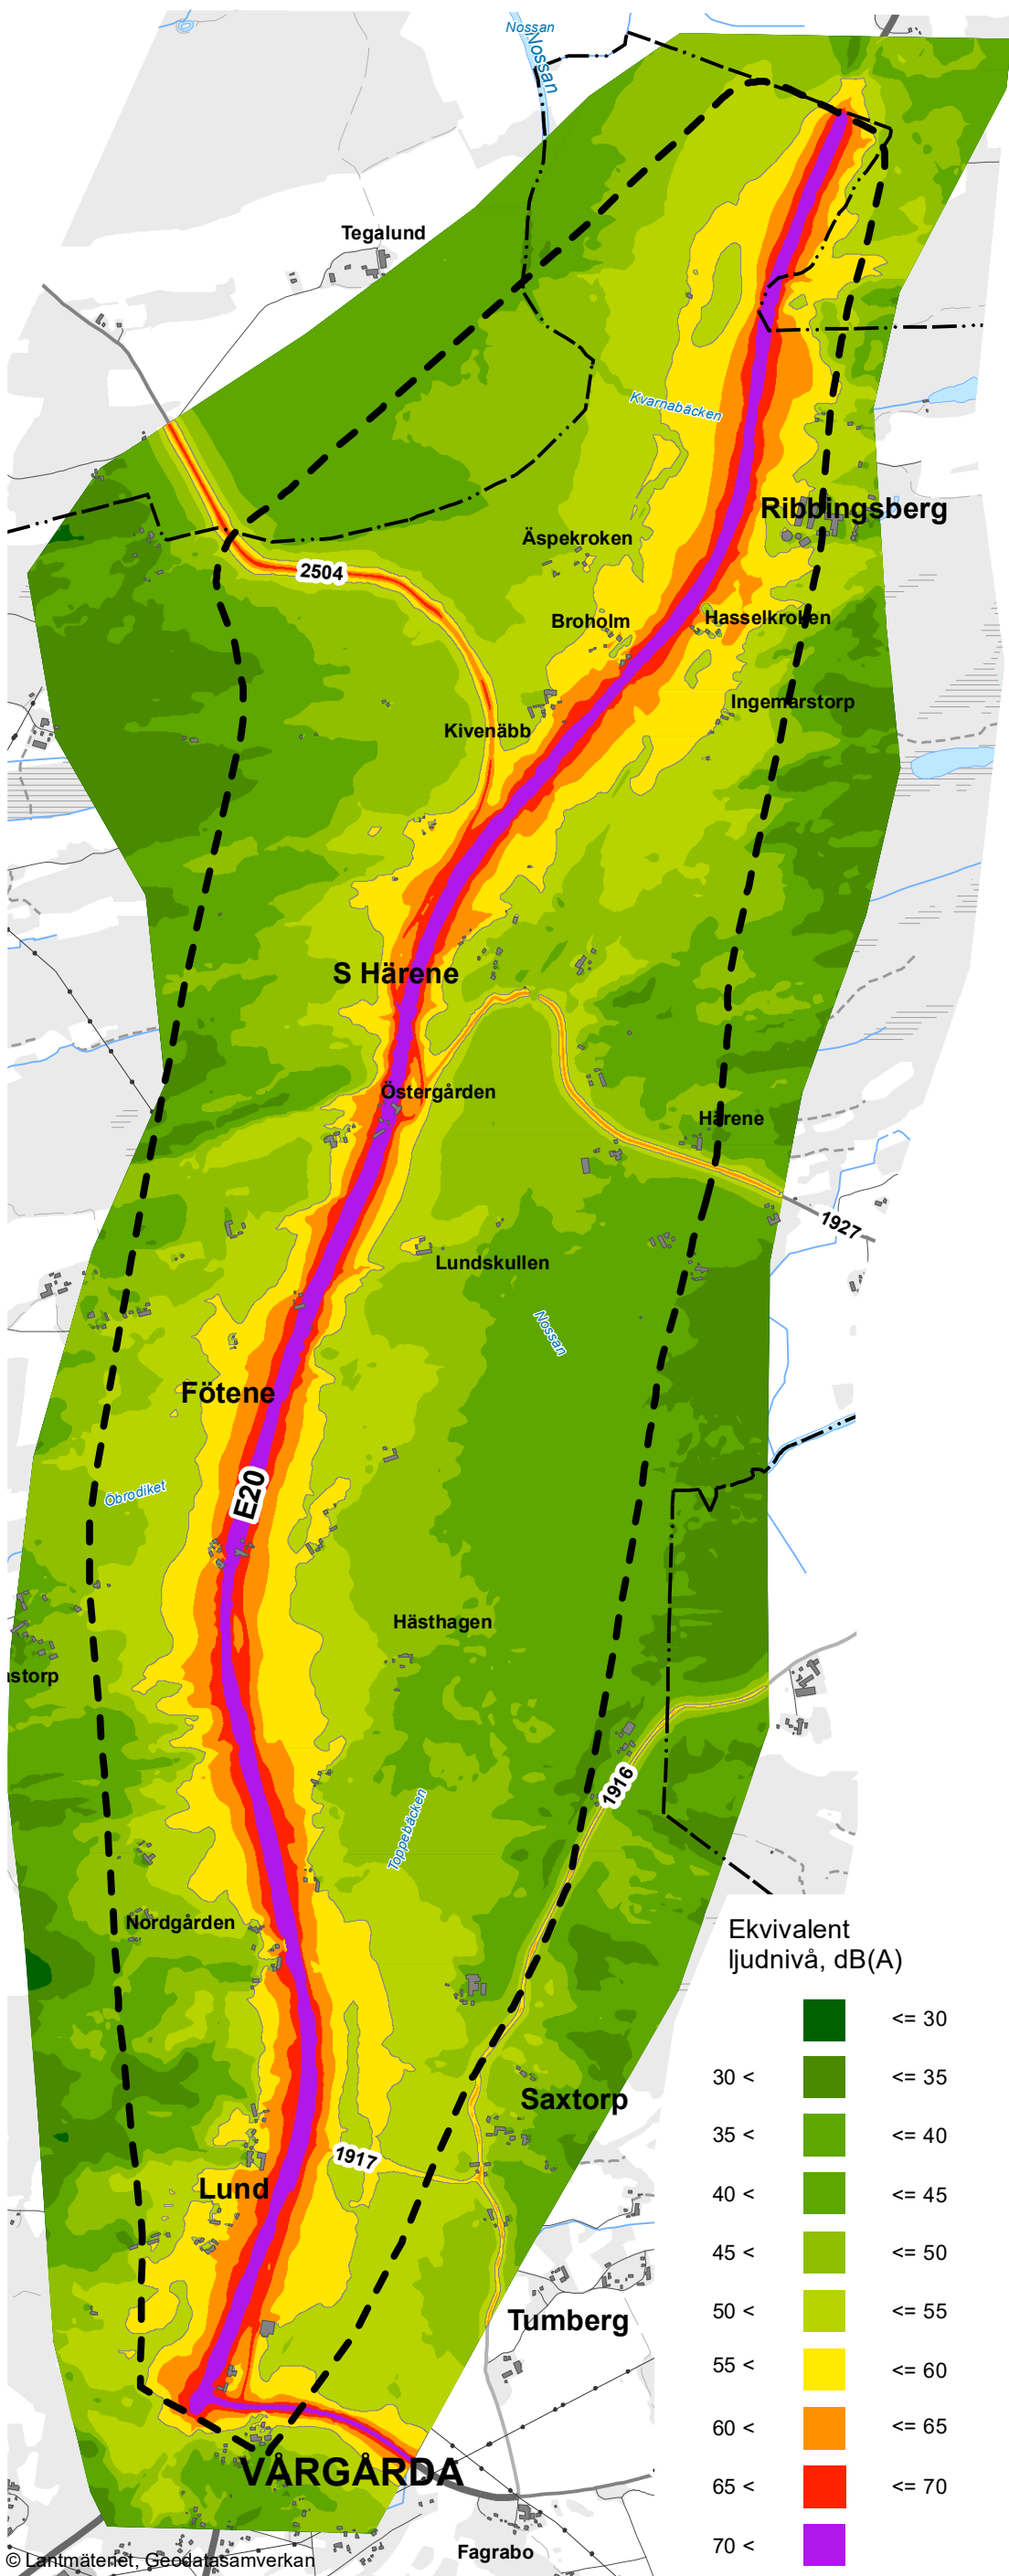 Nossan
Nossan
Tegalund
Kvarnabäcken
Ribbingsberg
Äspekroken
2504
Broholm
Hasselkroken
Ingemarstorp
Kivenäbb
S Härene
Östergården
Härene
1927
Lundskullen
Nossan
Fötene
E20
Öbrodiket
Hästhagen
astorp
1916
Toppebäcken
Nordgården
Ekvivalent
ljudnivå, dB(A)
<= 30
30 < <= 35
35 < <= 40
40 < <= 45
45 < <= 50
50 < <= 55
55 < <= 60
60 < <= 65
65 < <= 70
70 <
Saxtorp
1917
Lund
Tumberg
VÅRGÅRDA
Fagrabo
© Lantmäteriet, Geodatasamverkan